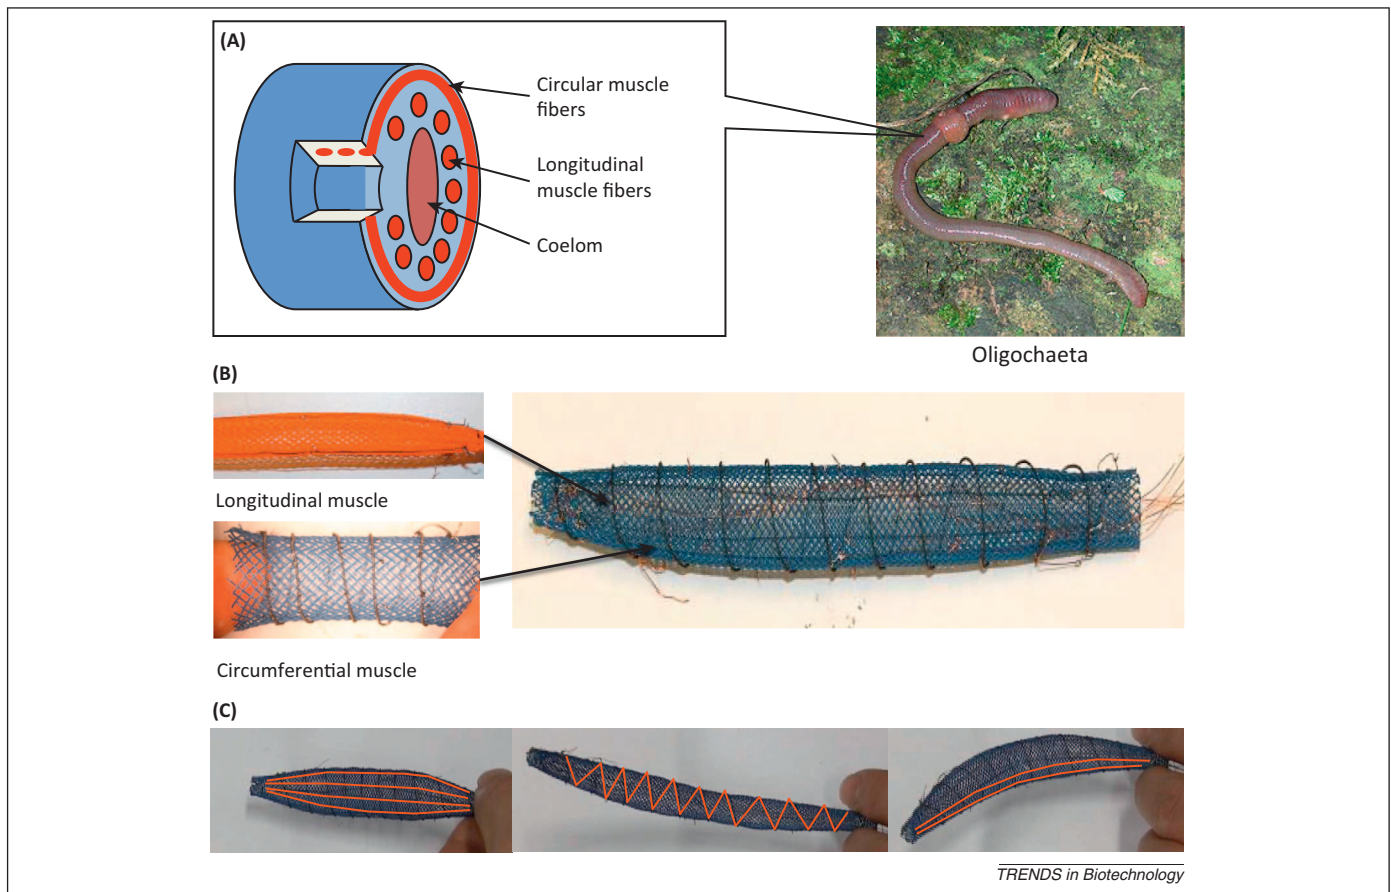 (A)
Circular muscle
fibers
Longitudinal
muscle fibers
Coelom
Oligochaeta
(B)
Longitudinal muscle
Circumferential muscle
(C)
TRENDS in Biotechnology